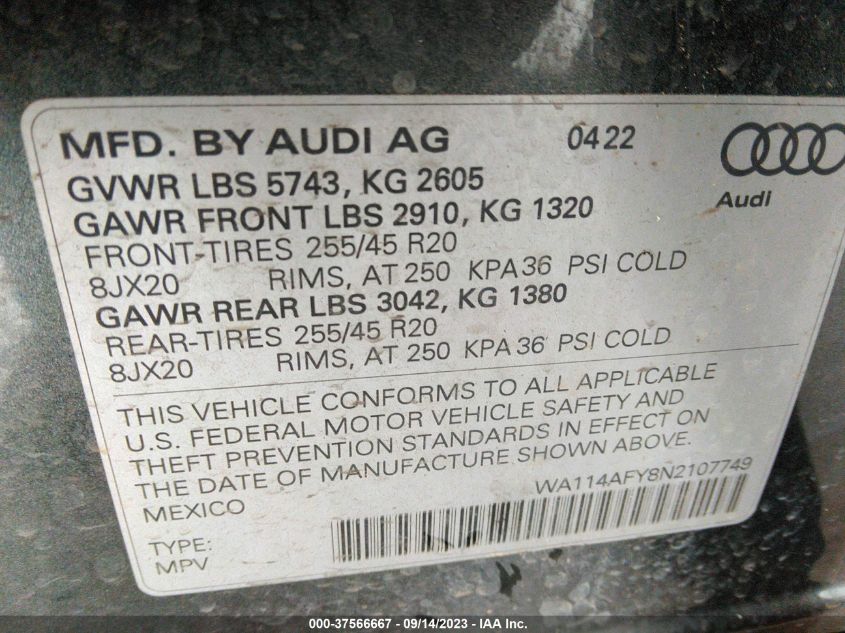 MFD. BY AUDI AG 0422
GVWR LBS 5743, KG 2605
Audi
GAWR FRONT LBS 2910, KG 1320
FRONT-TIRES 255/45 R20
8JX20 RIMS, AT 250 KPA 36 PSI COLD
GAWR REAR LBS 3042, KG 1380
REAR-TIRES 255/45 R20
8JX20 RIMS, AT 250 KPA 36 PSI COLD
THIS VEHICLE CONFORMS TO ALL APPLICABLE
U.S. FEDERAL MOTOR VEHICLE SAFETY AND
THEFT PREVENTION STANDARDS IN EFFECT ON
THE DATE OF MANUFACTURE SHOWN ABOVE.
MEXICO WA114AFY8N2107749
TYPE:
MPV
000-37566667 - 09/14/2023 - IAA Inc.